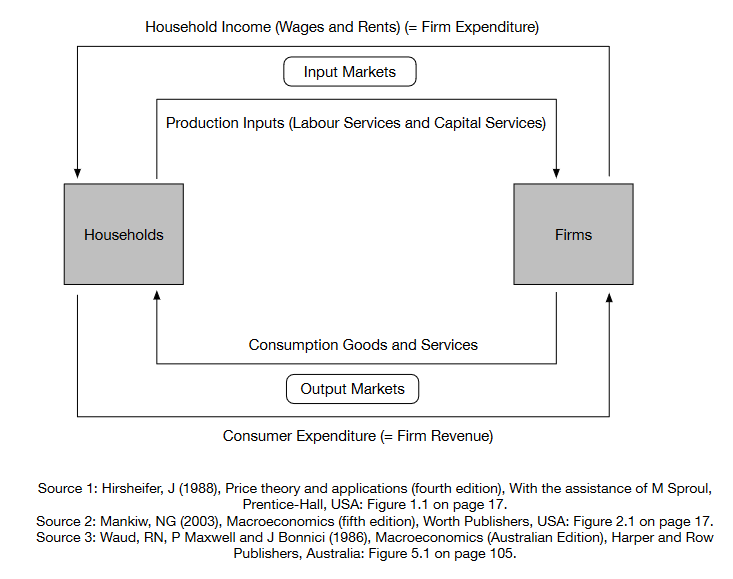 Household Income (Wages and Rents) (= Firm Expenditure)
Input Markets
Production Inputs (Labour Services and Capital Services)
Households
Firms
Consumption Goods and Services
Output Markets
Consumer Expenditure (= Firm Revenue)
Source 1: Hirsheifer, J (1988), Price theory and applications (fourth edition), With the assistance of M Sproul,
Prentice-Hall, USA: Figure 1.1 on page 17.
Source 2: Mankiw, NG (2003), Macroeconomics (fifth edition), Worth Publishers, USA: Figure 2.1 on page 17.
Source 3: Waud, RN, P Maxwell and J Bonnici (1986), Macroeconomics (Australian Edition), Harper and Row
Publishers, Australia: Figure 5.1 on page 105.